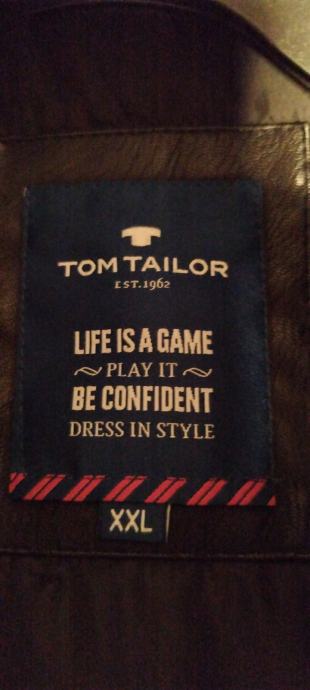 TOM TAILOR
EST. 1962
LIFE IS A GAME
~ PLAY IT ~
BE CONFIDENT
DRESS IN STYLE
XXL